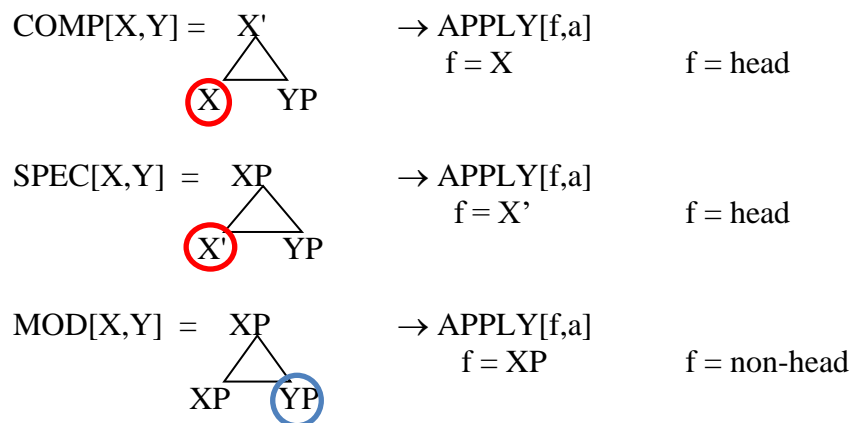 COMP[X,Y] = X' → APPLY[f,a]
f = X f = head
X YP
SPEC[X,Y] = XP → APPLY[f,a]
f = X’ f = head
X' YP
MOD[X,Y] = XP → APPLY[f,a]
f = XP f = non-head
XP YP